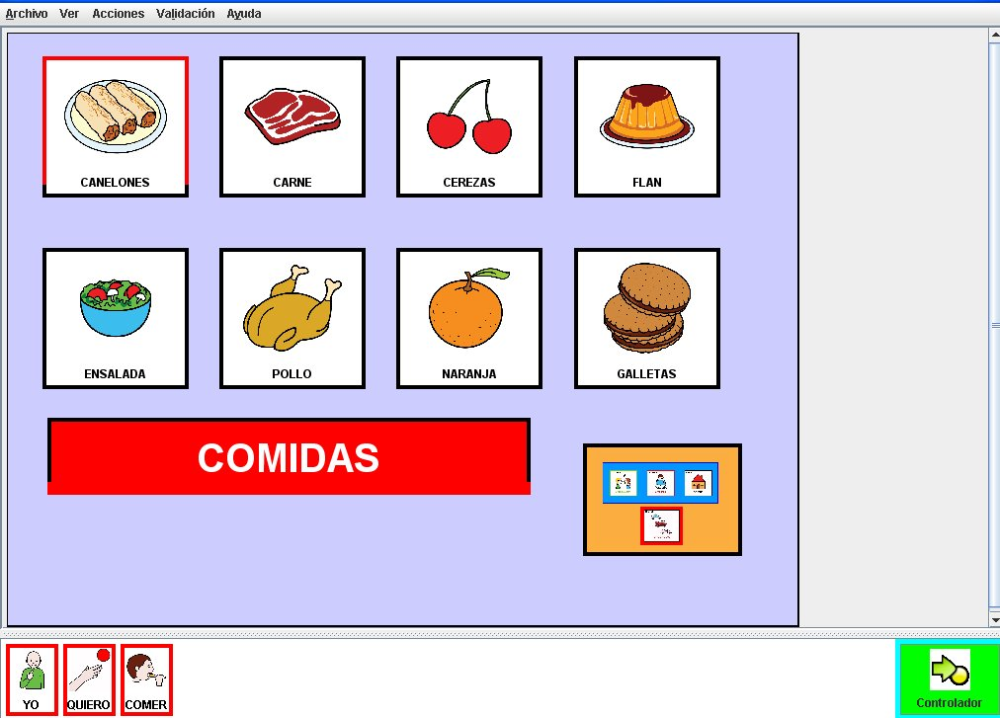 Archivo Ver Acciones Validación Ayuda
CANELONES CARNE CEREZAS FLAN
ENSALADA POLLO NARANJA GALLETAS
COMIDAS
YO QUIERO COMER
Controlador